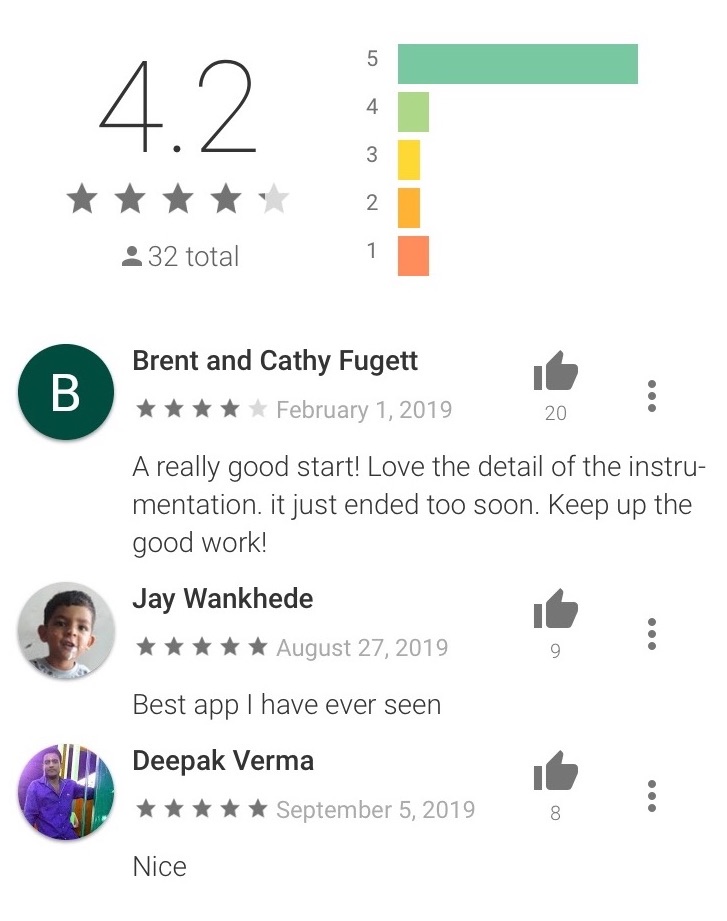 4.2
32 total
5
4
3
2
1
B
Brent and Cathy Fugett
February 1, 2019
20
A really good start! Love the detail of the instru-
mentation. it just ended too soon. Keep up the
good work!
Jay Wankhede
August 27, 2019
9
Best app I have ever seen
Deepak Verma
September 5, 2019
8
Nice